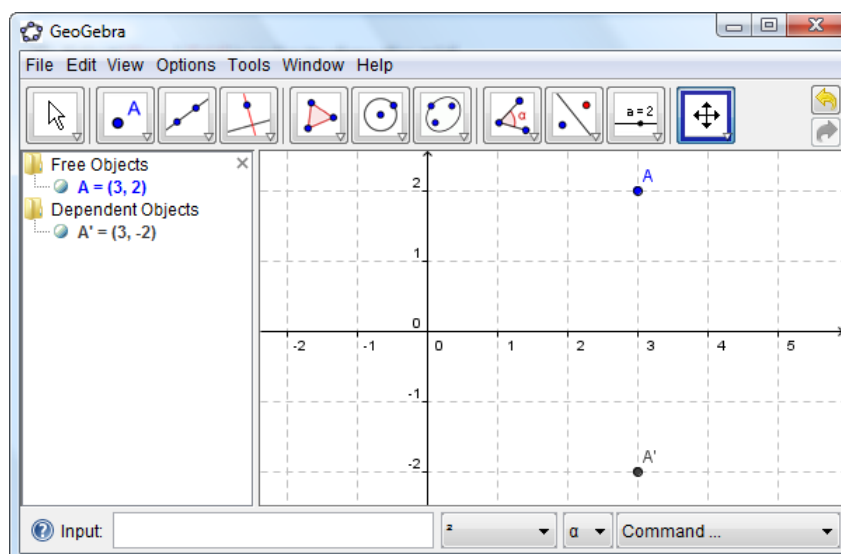 GeoGebra
File Edit View Options Tools Window Help
A
α
a=2
Free Objects
A = (3, 2)
Dependent Objects
A' = (3, -2)
2
A
1
0
-2 -1 0 1 2 3 4 5
-1
-2
A'
Input: ² α Command ...